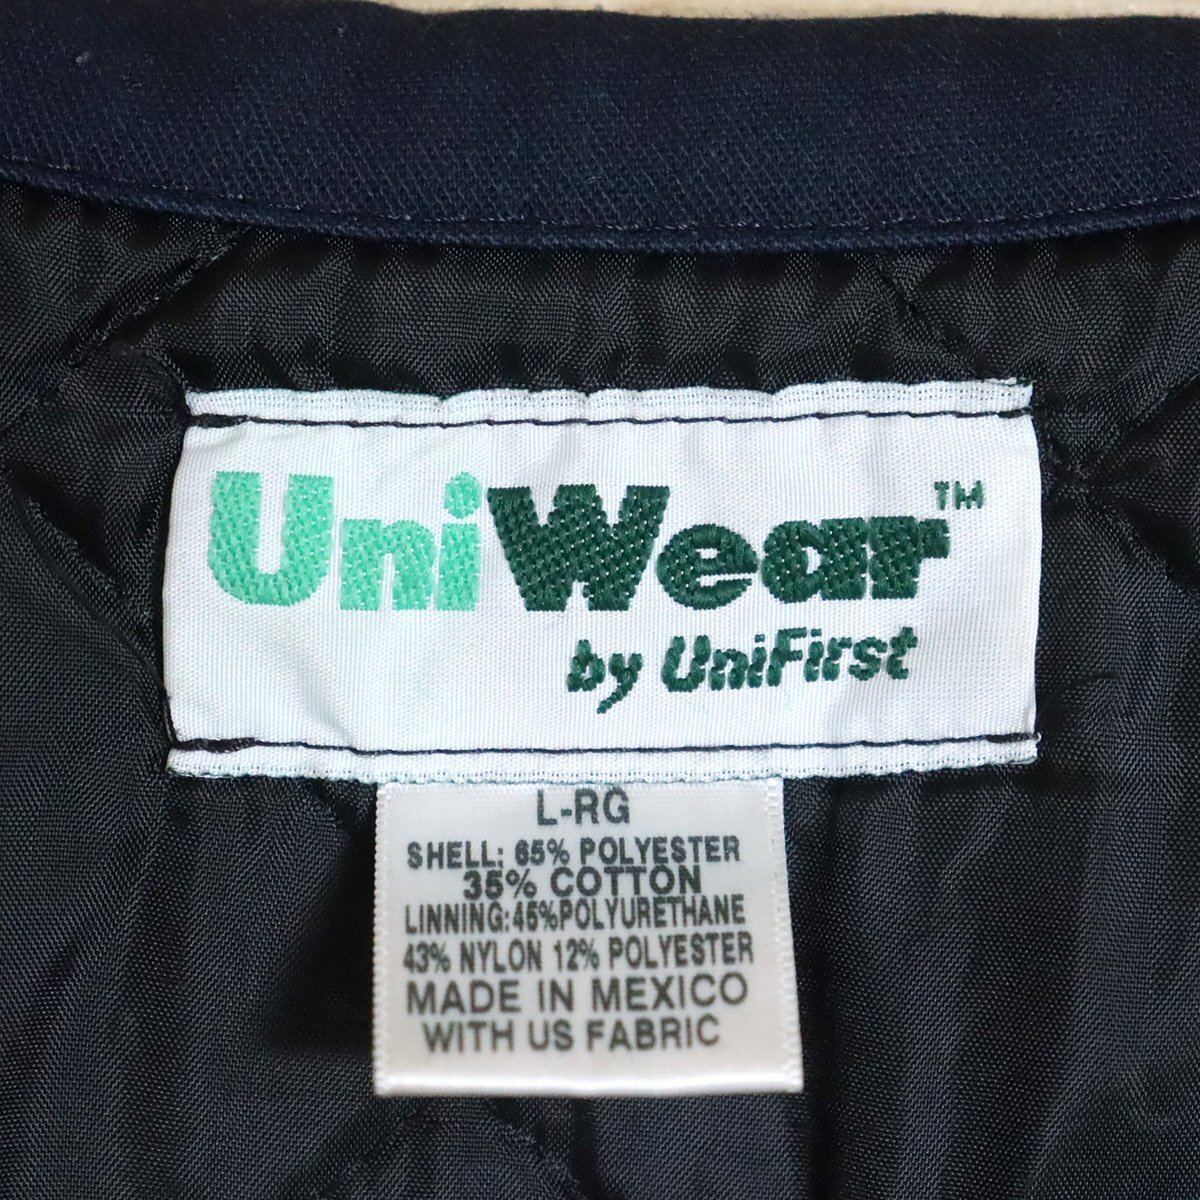 UniWear™
by UniFirst
L-RG
SHELL: 65% POLYESTER
35% COTTON
LINNING:45%POLYURETHANE
43% NYLON 12% POLYESTER
MADE IN MEXICO
WITH US FABRIC